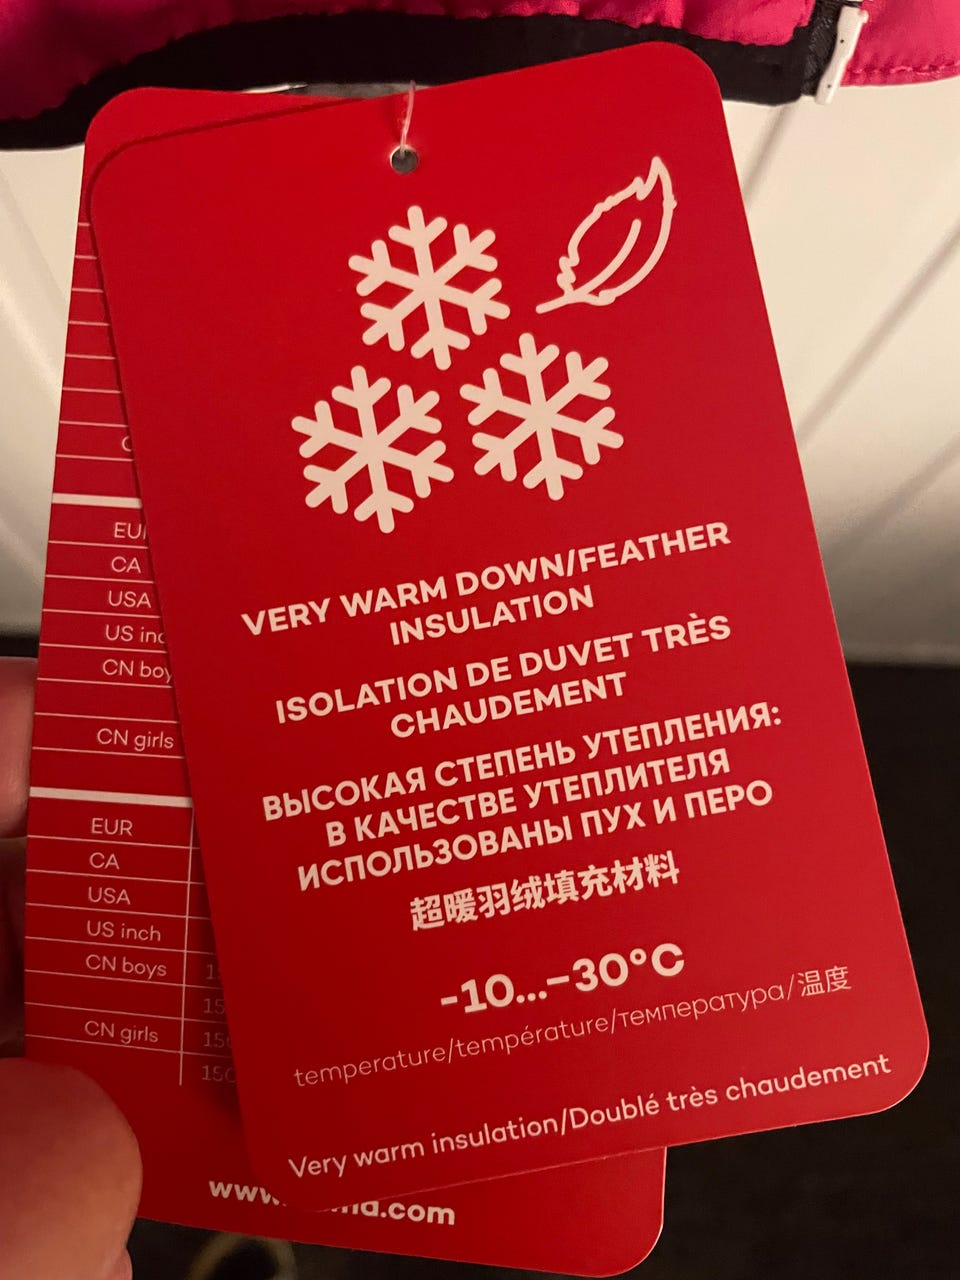 VERY WARM DOWN/FEATHER
INSULATION
ISOLATION DE DUVET TRÈS
CHAUDEMENT
ВЫСОКАЯ СТЕПЕНЬ УТЕПЛЕНИЯ:
В КАЧЕСТВЕ УТЕПЛИТЕЛЯ
ИСПОЛЬЗОВАНЫ ПУХ И ПЕРО
超暖羽绒填充材料
-10...-30°C
temperature/température/температура/温度
Very warm insulation/Doublé très chaudement
CA
USA
US
CN
CN girls
EUR
CA
USA
US inch
CN boys
CN girls